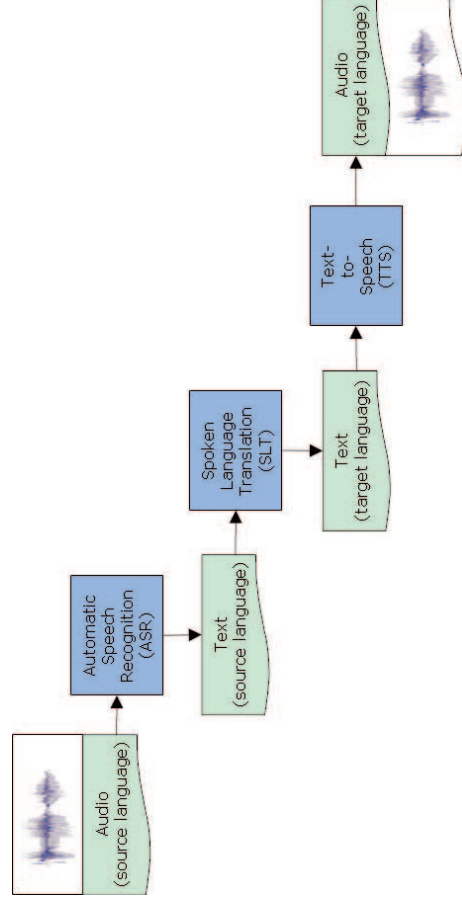 Audio
(source language)
Automatic
Speech
Recognition
(ASR)
Text
(source language)
Spoken
Language
Translation
(SLT)
Text
(target language)
Text-
to-
Speech
(TTS)
Audio
(target language)